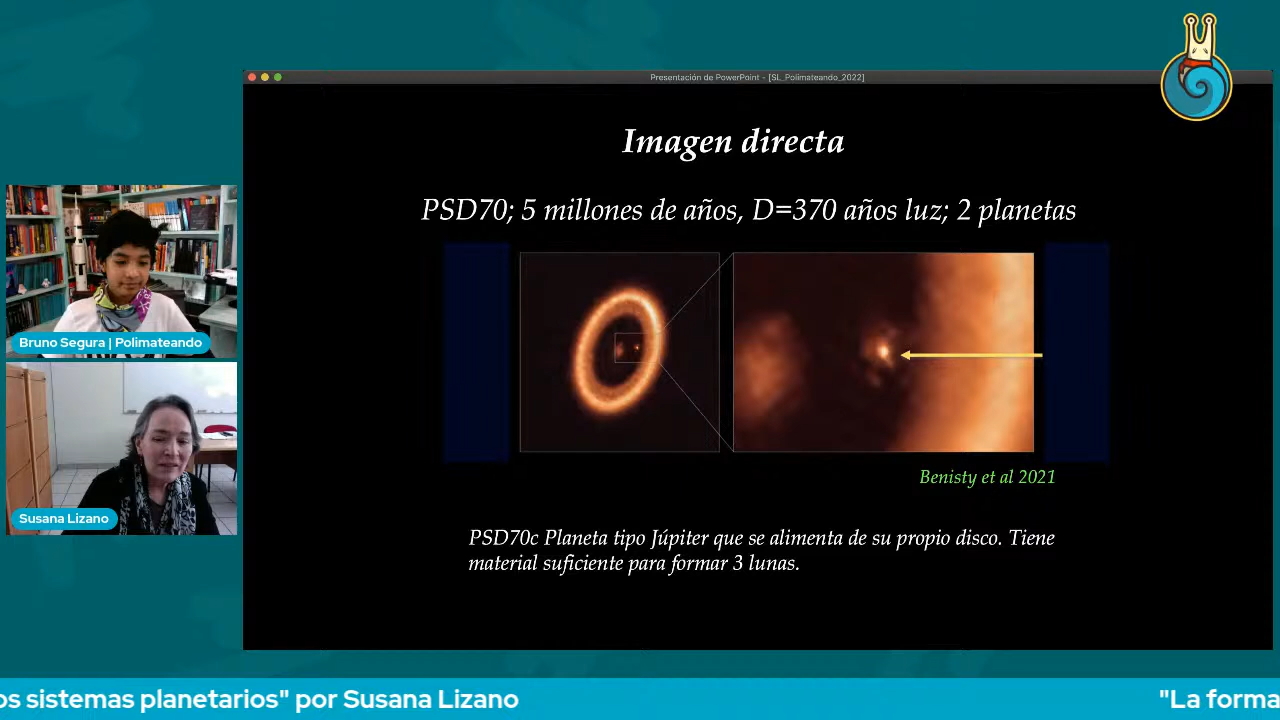 Presentación de PowerPoint - [SL_Polimateando_2022]
Imagen directa
PSD70; 5 millones de años, D=370 años luz; 2 planetas
Benisty et al 2021
PSD70c Planeta tipo Júpiter que se alimenta de su propio disco. Tiene
material suficiente para formar 3 lunas.
Bruno Segura | Polimateando
Susana Lizano
os sistemas planetarios" por Susana Lizano
"La forma